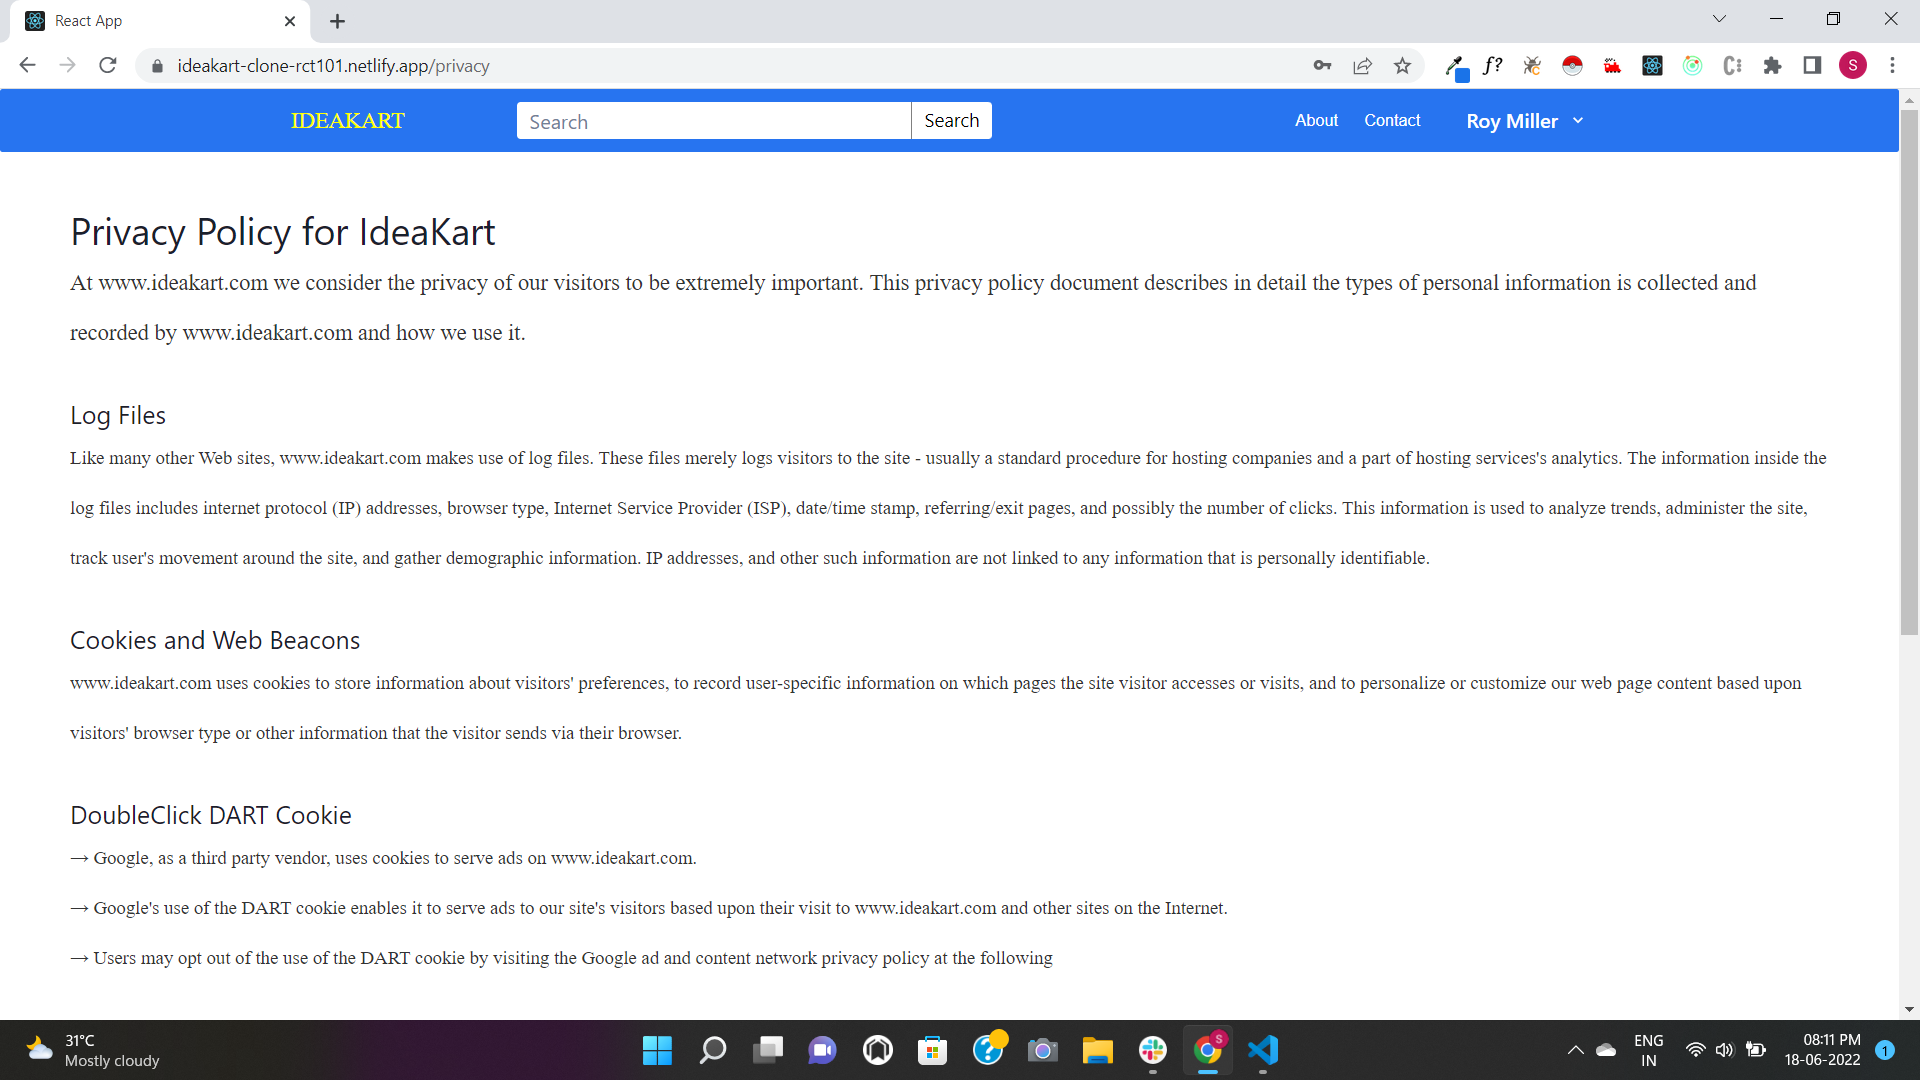 React App
ideakart-clone-rct101.netlify.app/privacy
f?
S
IDEAKART
Search
Search
About
Contact
Roy Miller
Privacy Policy for IdeaKart
At www.ideakart.com we consider the privacy of our visitors to be extremely important. This privacy policy document describes in detail the types of personal information is collected and
recorded by www.ideakart.com and how we use it.
Log Files
Like many other Web sites, www.ideakart.com makes use of log files. These files merely logs visitors to the site - usually a standard procedure for hosting companies and a part of hosting services's analytics. The information inside the
log files includes internet protocol (IP) addresses, browser type, Internet Service Provider (ISP), date/time stamp, referring/exit pages, and possibly the number of clicks. This information is used to analyze trends, administer the site,
track user's movement around the site, and gather demographic information. IP addresses, and other such information are not linked to any information that is personally identifiable.
Cookies and Web Beacons
www.ideakart.com uses cookies to store information about visitors' preferences, to record user-specific information on which pages the site visitor accesses or visits, and to personalize or customize our web page content based upon
visitors' browser type or other information that the visitor sends via their browser.
DoubleClick DART Cookie
→ Google, as a third party vendor, uses cookies to serve ads on www.ideakart.com.
→ Google's use of the DART cookie enables it to serve ads to our site's visitors based upon their visit to www.ideakart.com and other sites on the Internet.
→ Users may opt out of the use of the DART cookie by visiting the Google ad and content network privacy policy at the following
31°C
Mostly cloudy
S
ENG
IN
08:11 PM
18-06-2022
1